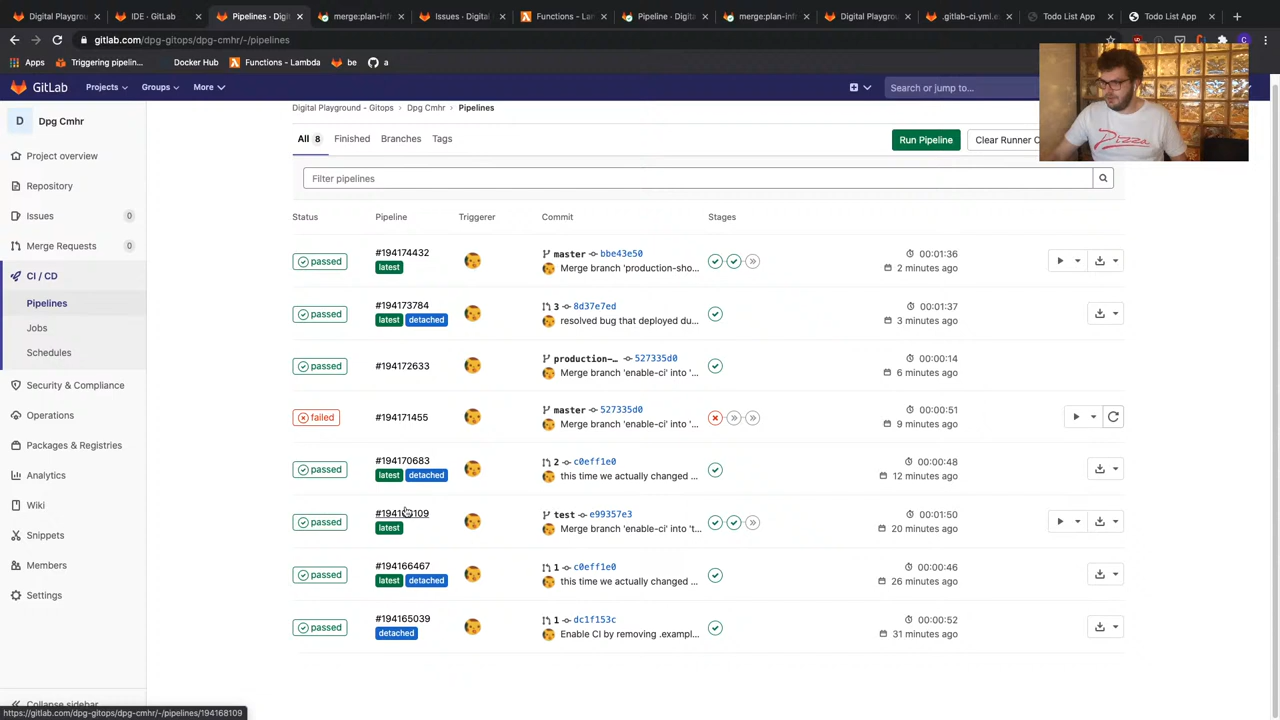 Digital Playgrou
IDE · GitLab
Pipelines · Digita
merge:plan-infr
Issues · Digital
Functions - Lam
Pipeline · Digita
merge:plan-infr
Digital Playgrou
.gitlab-ci.yml.ex
Todo List App
Todo List App
gitlab.com/dpg-gitops/dpg-cmhr/-/pipelines
Apps
Triggering pipelin...
Docker Hub
Functions - Lambda
be
a
GitLab
Projects
Groups
More
Search or jump to...
D
Dpg Cmhr
Digital Playground - Gitops
Dpg Cmhr
Pipelines
All 8
Finished
Branches
Tags
Run Pipeline
Clear Runner C
Project overview
Repository
Issues 0
Merge Requests 0
CI / CD
Pipelines
Jobs
Schedules
Security & Compliance
Operations
Packages & Registries
Analytics
Wiki
Snippets
Members
Settings
Collapse sidebar
Filter pipelines
Status Pipeline Triggerer Commit Stages
passed #194174432 master bbe43e50 00:01:36
latest Merge branch 'production-sho... 2 minutes ago
passed #194173784 3 8d37e7ed 00:01:37
latest detached resolved bug that deployed du... 3 minutes ago
passed #194172633 production-... 527335d0 00:00:14
Merge branch 'enable-ci' into '... 6 minutes ago
failed #194171455 master 527335d0 00:00:51
Merge branch 'enable-ci' into '... 9 minutes ago
passed #194170683 2 c0eff1e0 00:00:48
latest detached this time we actually changed ... 12 minutes ago
passed #194168109 test e99357e3 00:01:50
latest Merge branch 'enable-ci' into 't... 20 minutes ago
passed #194166467 1 c0eff1e0 00:00:46
latest detached this time we actually changed ... 26 minutes ago
passed #194165039 1 dc1f153c 00:00:52
detached Enable CI by removing .exampl... 31 minutes ago
https://gitlab.com/dpg-gitops/dpg-cmhr/-/pipelines/194168109
Pizza